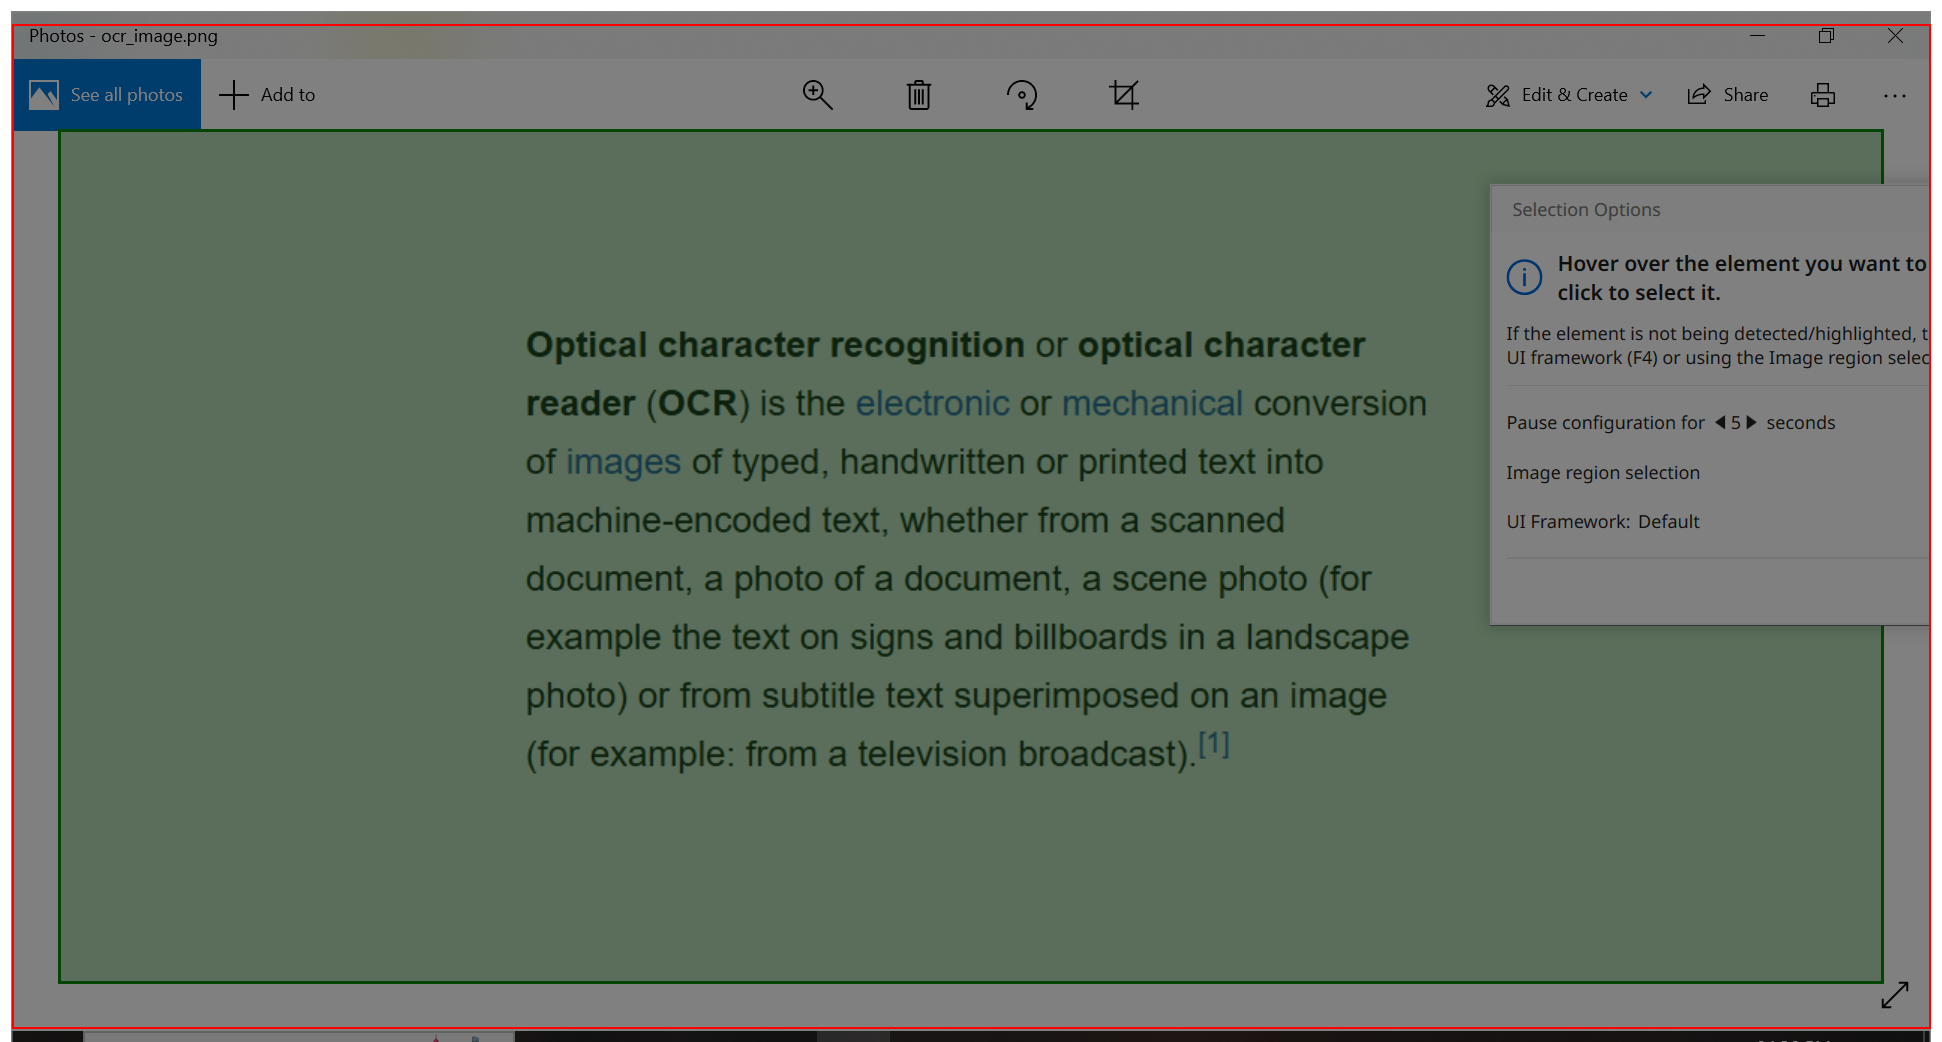 Photos - ocr_image.png
See all photos
Add to
Edit & Create
Share
Selection Options
Hover over the element you want to
click to select it.
If the element is not being detected/highlighted, t
UI framework (F4) or using the Image region selec
Pause configuration for 5 seconds
Image region selection
UI Framework: Default
Optical character recognition or optical character
reader (OCR) is the electronic or mechanical conversion
of images of typed, handwritten or printed text into
machine-encoded text, whether from a scanned
document, a photo of a document, a scene photo (for
example the text on signs and billboards in a landscape
photo) or from subtitle text superimposed on an image
(for example: from a television broadcast).[1]